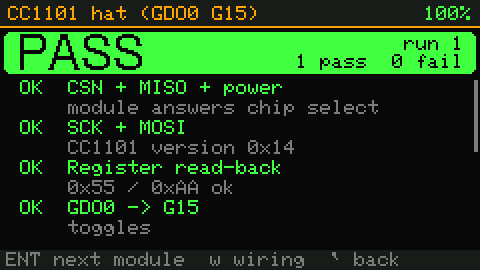 CC1101 hat (GDO0 G15) 100%
PASS
run 1
1 pass 0 fail
OK CSN + MISO + power
module answers chip select
OK SCK + MOSI
CC1101 version 0x14
OK Register read-back
0x55 / 0xAA ok
OK GDO0 -> G15
toggles
ENT next module w wiring ` back